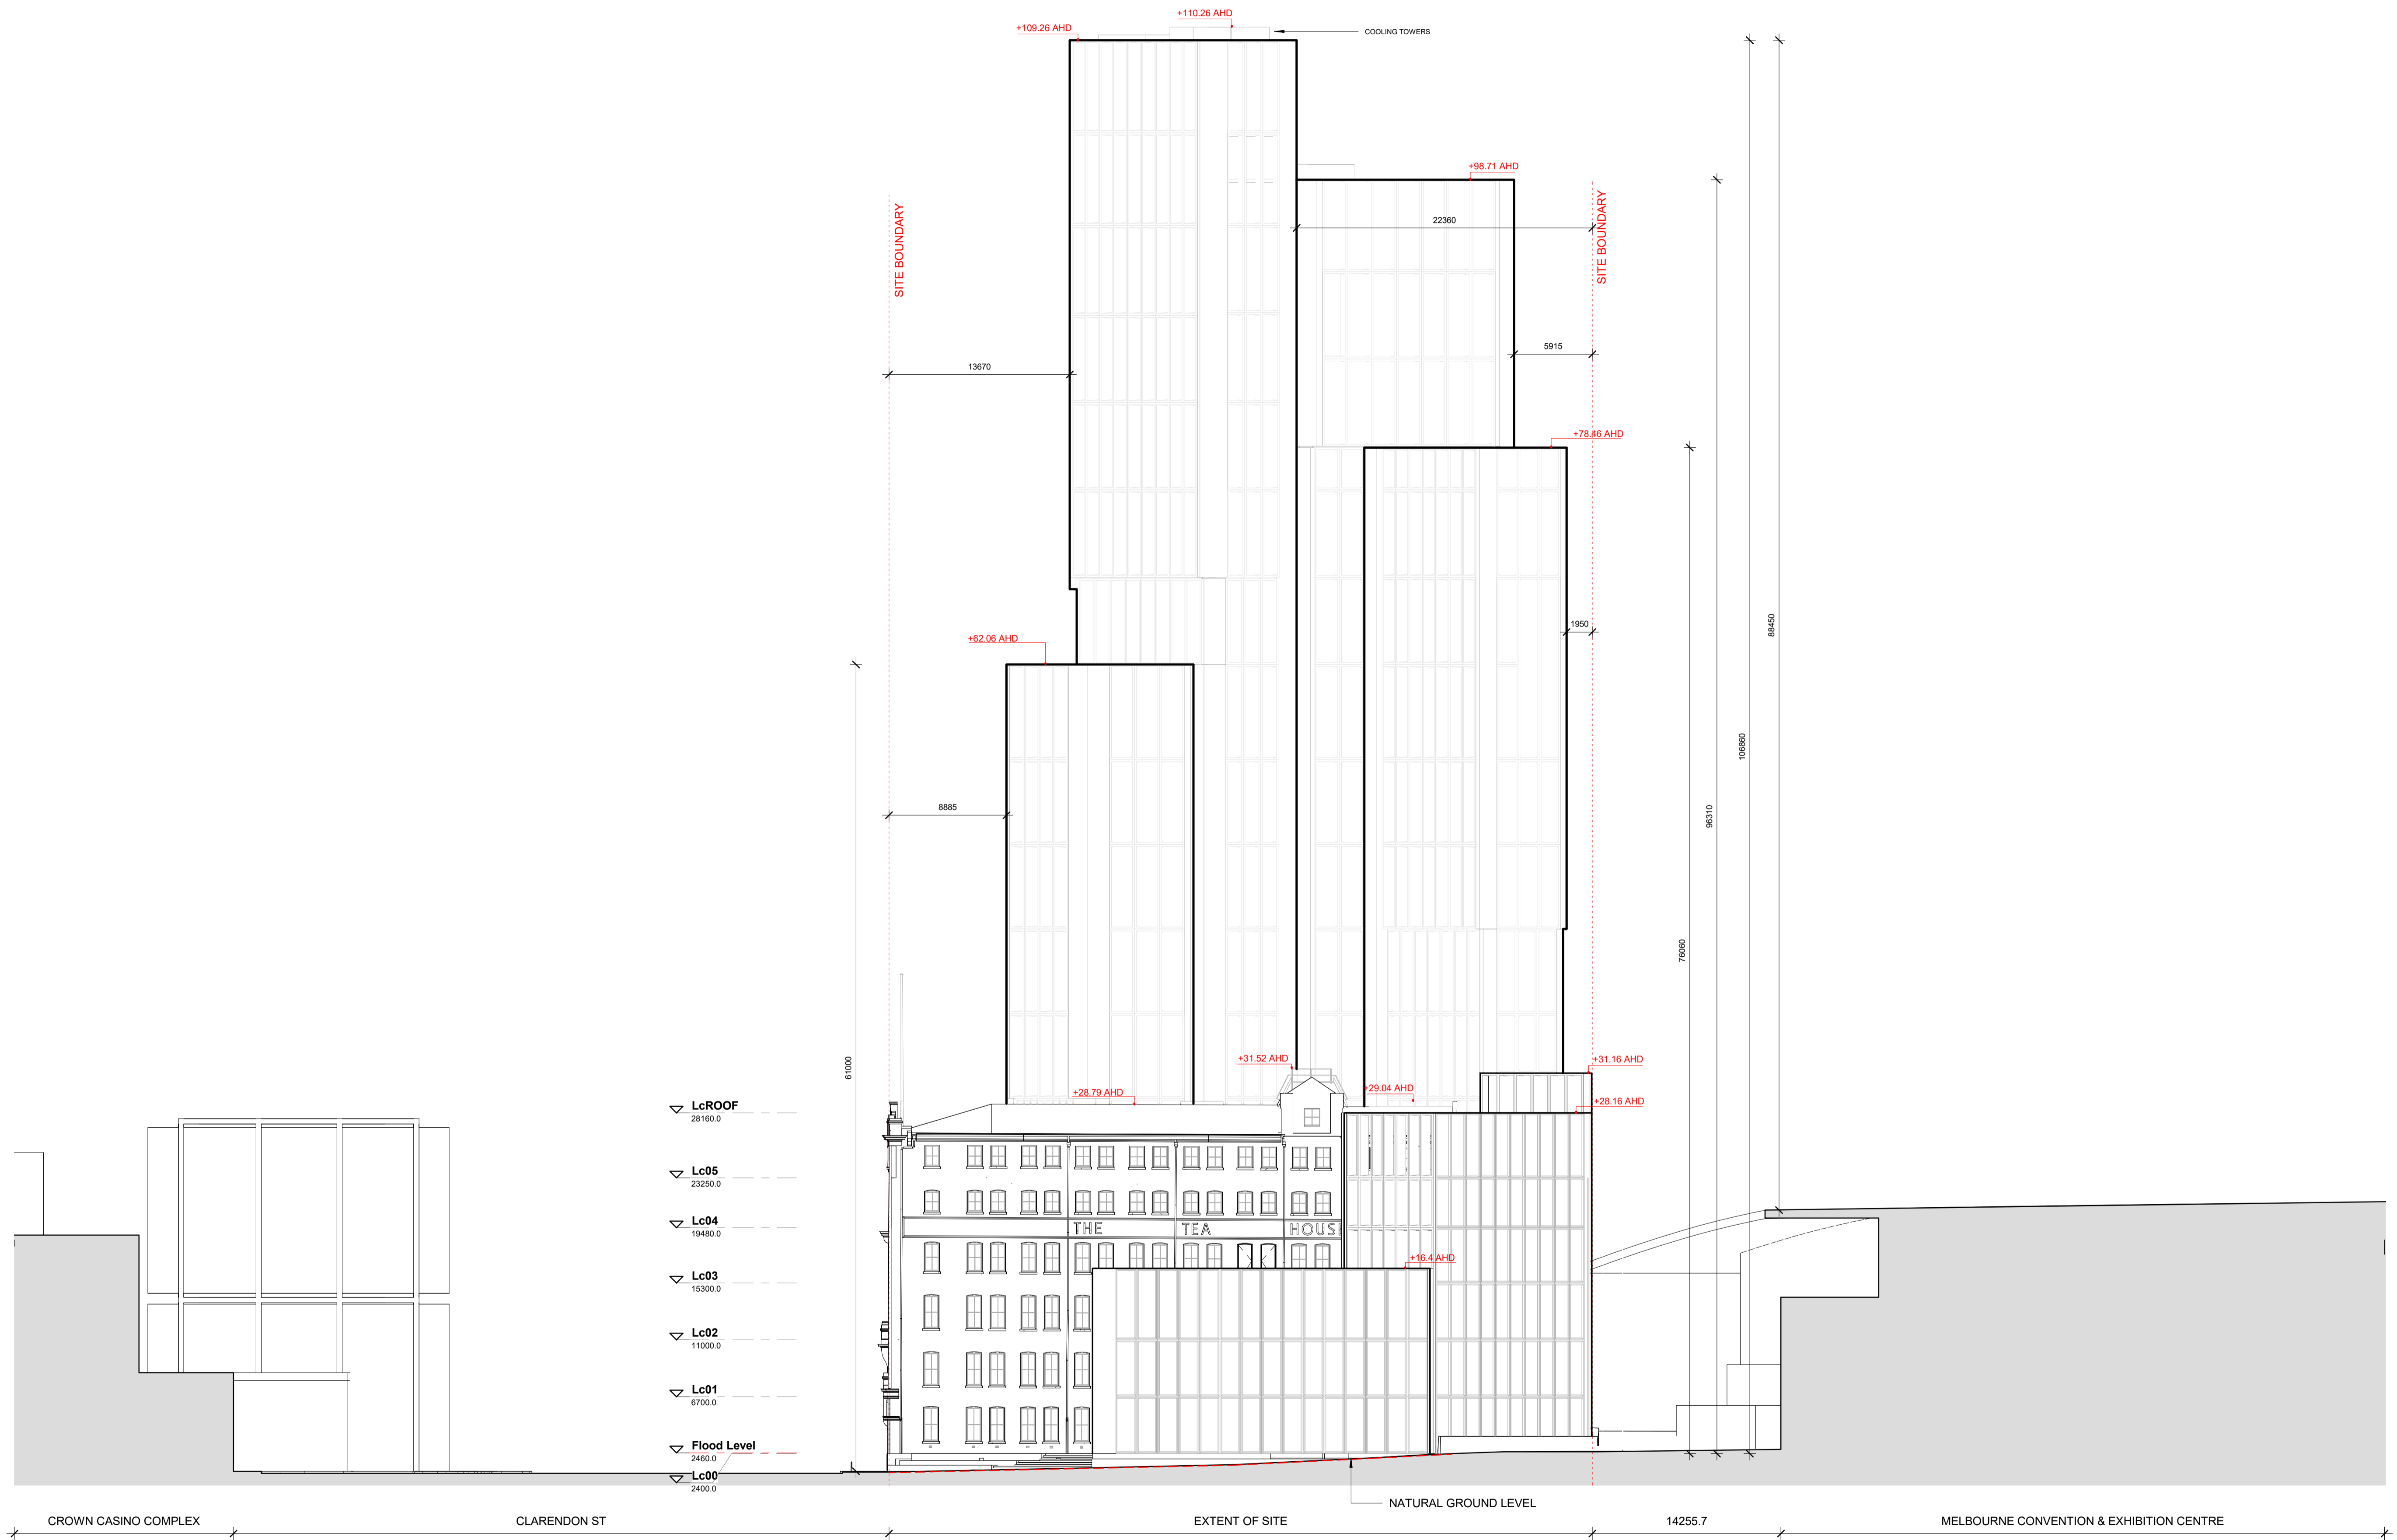 +110.26 AHD
+109.26 AHD
COOLING TOWERS
+98.71 AHD
SITE BOUNDARY
22360
SITE BOUNDARY
5915
13670
+78.46 AHD
88450
1950
+62.06 AHD
106860
8885
96310
76060
61000
+31.52 AHD
+31.16 AHD
+28.79 AHD
+29.04 AHD
+28.16 AHD
LcROOF
28160.0
Lc05
23250.0
Lc04
19480.0
THE TEA HOUSE
+16.4 AHD
Lc03
15300.0
Lc02
11000.0
Lc01
6700.0
Flood Level
2460.0
Lc00
2400.0
NATURAL GROUND LEVEL
CROWN CASINO COMPLEX
CLARENDON ST
EXTENT OF SITE
14255.7
MELBOURNE CONVENTION & EXHIBITION CENTRE